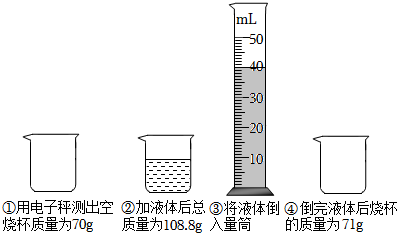 mL
50
40
30
20
10
①用电子秤测出空
烧杯质量为70g
②加液体后总
质量为108.8g
③将液体倒
入量筒
④倒完液体后烧杯
的质量为71g